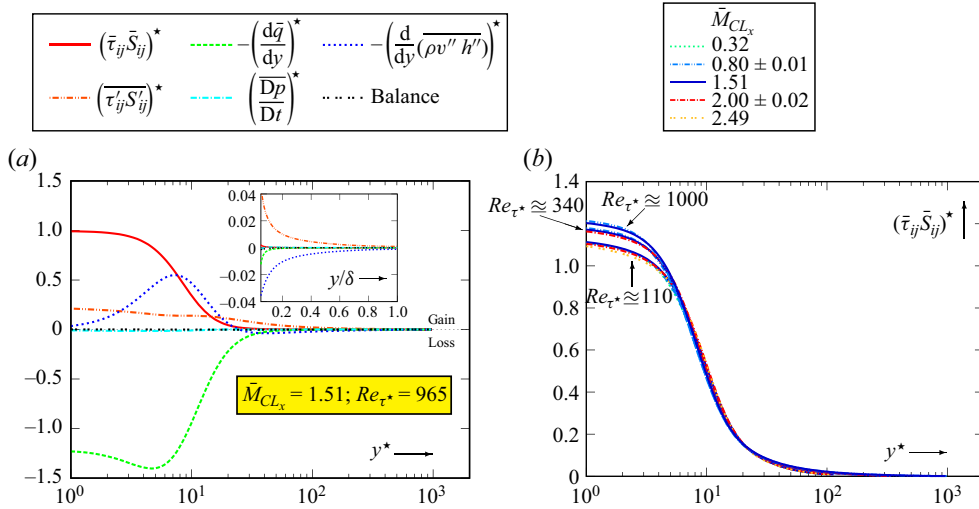 (τ̄ij S̄ij)★ −(dq̄/dy)★ −(d/dy(ρv″ h″))★
(τ′ij S′ij)★ (Dp/Dt)★ Balance
M̄CLx
0.32
0.80 ± 0.01
1.51
2.00 ± 0.02
2.49
(a)
1.5
1.0
0.5
0
−0.5
−1.0
−1.5
10⁰ 10¹ 10² 10³
0.04
0.02
0
−0.02
−0.04
0.2 0.4 0.6 0.8 1.0
y/δ
Gain
Loss
M̄CLx = 1.51; Reτ★ = 965
y★
(b)
1.4
1.2
1.0
0.8
0.6
0.4
0.2
0
10⁰ 10¹ 10² 10³
Reτ★ ≊ 340
Reτ★ ≊ 1000
Reτ★ ≊ 110
(τ̄ij S̄ij)★
y★